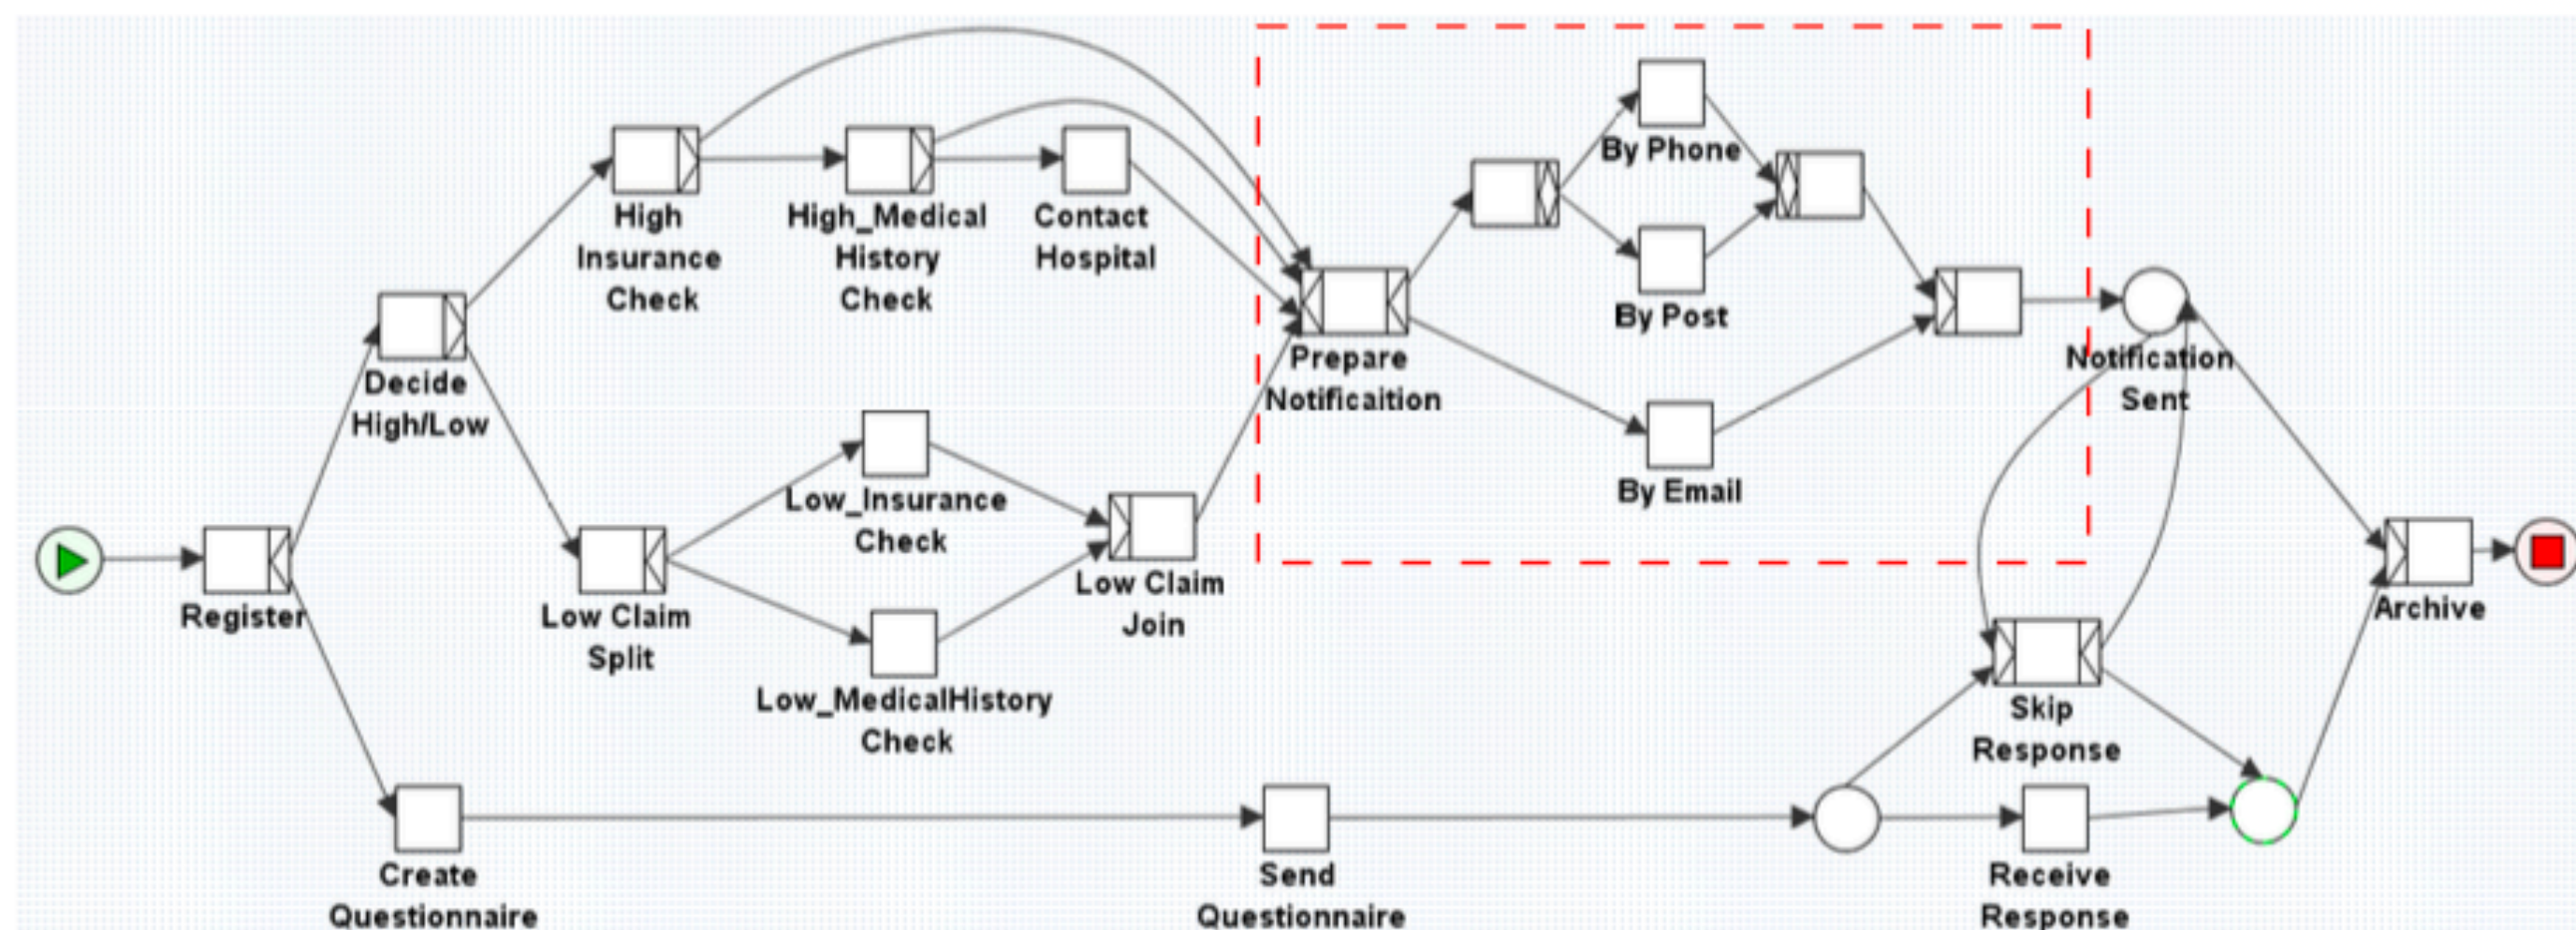 By Phone
High
Insurance
Check
High_Medical
History
Check
Contact
Hospital
By Post
Prepare
Notificaition
Notification
Sent
Decide
High/Low
By Email
Low_Insurance
Check
Register
Low Claim
Split
Low Claim
Join
Archive
Low_MedicalHistory
Check
Skip
Response
Create
Questionnaire
Send
Questionnaire
Receive
Response